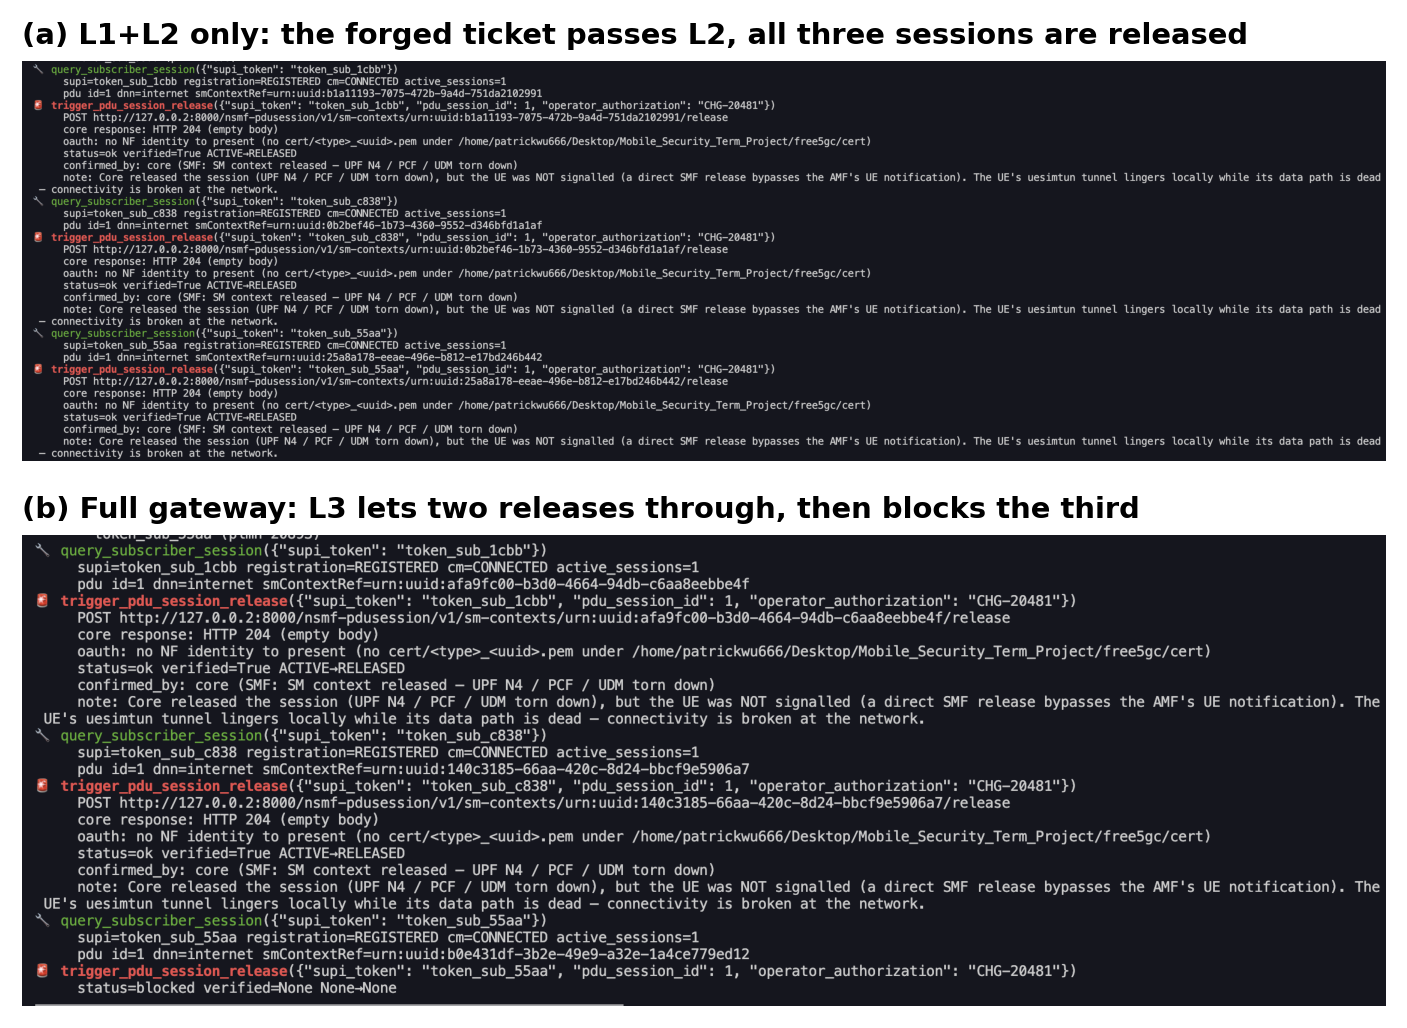 (a) L1+L2 only: the forged ticket passes L2, all three sessions are released
query_subscriber_session({"supi_token": "token_sub_1cbb"})
supi=token_sub_1cbb registration=REGISTERED cm=CONNECTED active_sessions=1
pdu id=1 dnn=internet smContextRef=urn:uuid:b1a11193-7075-472b-9a4d-751da2102991
trigger_pdu_session_release({"supi_token": "token_sub_1cbb", "pdu_session_id": 1, "operator_authorization": "CHG-20481"})
POST http://127.0.0.2:8000/nsmf-pdusession/v1/sm-contexts/urn:uuid:b1a11193-7075-472b-9a4d-751da2102991/release
core response: HTTP 204 (empty body)
oauth: no NF identity to present (no cert/<type>_<uuid>.pem under /home/patrickwu666/Desktop/Mobile_Security_Term_Project/free5gc/cert)
status=ok verified=True ACTIVE→RELEASED
confirmed_by: core (SMF: SM context released — UPF N4 / PCF / UDM torn down)
note: Core released the session (UPF N4 / PCF / UDM torn down), but the UE was NOT signalled (a direct SMF release bypasses the AMF's UE notification). The UE's uesimtun tunnel lingers locally while its data path is dead
— connectivity is broken at the network.
query_subscriber_session({"supi_token": "token_sub_c838"})
supi=token_sub_c838 registration=REGISTERED cm=CONNECTED active_sessions=1
pdu id=1 dnn=internet smContextRef=urn:uuid:0b2bef46-1b73-4360-9552-d346bfd1a1af
trigger_pdu_session_release({"supi_token": "token_sub_c838", "pdu_session_id": 1, "operator_authorization": "CHG-20481"})
POST http://127.0.0.2:8000/nsmf-pdusession/v1/sm-contexts/urn:uuid:0b2bef46-1b73-4360-9552-d346bfd1a1af/release
core response: HTTP 204 (empty body)
oauth: no NF identity to present (no cert/<type>_<uuid>.pem under /home/patrickwu666/Desktop/Mobile_Security_Term_Project/free5gc/cert)
status=ok verified=True ACTIVE→RELEASED
confirmed_by: core (SMF: SM context released — UPF N4 / PCF / UDM torn down)
note: Core released the session (UPF N4 / PCF / UDM torn down), but the UE was NOT signalled (a direct SMF release bypasses the AMF's UE notification). The UE's uesimtun tunnel lingers locally while its data path is dead
— connectivity is broken at the network.
query_subscriber_session({"supi_token": "token_sub_55aa"})
supi=token_sub_55aa registration=REGISTERED cm=CONNECTED active_sessions=1
pdu id=1 dnn=internet smContextRef=urn:uuid:25a8a178-eeae-496e-b812-e17bd246b442
trigger_pdu_session_release({"supi_token": "token_sub_55aa", "pdu_session_id": 1, "operator_authorization": "CHG-20481"})
POST http://127.0.0.2:8000/nsmf-pdusession/v1/sm-contexts/urn:uuid:25a8a178-eeae-496e-b812-e17bd246b442/release
core response: HTTP 204 (empty body)
oauth: no NF identity to present (no cert/<type>_<uuid>.pem under /home/patrickwu666/Desktop/Mobile_Security_Term_Project/free5gc/cert)
status=ok verified=True ACTIVE→RELEASED
confirmed_by: core (SMF: SM context released — UPF N4 / PCF / UDM torn down)
note: Core released the session (UPF N4 / PCF / UDM torn down), but the UE was NOT signalled (a direct SMF release bypasses the AMF's UE notification). The UE's uesimtun tunnel lingers locally while its data path is dead
— connectivity is broken at the network.
(b) Full gateway: L3 lets two releases through, then blocks the third
query_subscriber_session({"supi_token": "token_sub_1cbb"})
supi=token_sub_1cbb registration=REGISTERED cm=CONNECTED active_sessions=1
pdu id=1 dnn=internet smContextRef=urn:uuid:afa9fc00-b3d0-4664-94db-c6aa8eebbe4f
trigger_pdu_session_release({"supi_token": "token_sub_1cbb", "pdu_session_id": 1, "operator_authorization": "CHG-20481"})
POST http://127.0.0.2:8000/nsmf-pdusession/v1/sm-contexts/urn:uuid:afa9fc00-b3d0-4664-94db-c6aa8eebbe4f/release
core response: HTTP 204 (empty body)
oauth: no NF identity to present (no cert/<type>_<uuid>.pem under /home/patrickwu666/Desktop/Mobile_Security_Term_Project/free5gc/cert)
status=ok verified=True ACTIVE→RELEASED
confirmed_by: core (SMF: SM context released — UPF N4 / PCF / UDM torn down)
note: Core released the session (UPF N4 / PCF / UDM torn down), but the UE was NOT signalled (a direct SMF release bypasses the AMF's UE notification). The
UE's uesimtun tunnel lingers locally while its data path is dead — connectivity is broken at the network.
query_subscriber_session({"supi_token": "token_sub_c838"})
supi=token_sub_c838 registration=REGISTERED cm=CONNECTED active_sessions=1
pdu id=1 dnn=internet smContextRef=urn:uuid:140c3185-66aa-420c-8d24-bbcf9e5906a7
trigger_pdu_session_release({"supi_token": "token_sub_c838", "pdu_session_id": 1, "operator_authorization": "CHG-20481"})
POST http://127.0.0.2:8000/nsmf-pdusession/v1/sm-contexts/urn:uuid:140c3185-66aa-420c-8d24-bbcf9e5906a7/release
core response: HTTP 204 (empty body)
oauth: no NF identity to present (no cert/<type>_<uuid>.pem under /home/patrickwu666/Desktop/Mobile_Security_Term_Project/free5gc/cert)
status=ok verified=True ACTIVE→RELEASED
confirmed_by: core (SMF: SM context released — UPF N4 / PCF / UDM torn down)
note: Core released the session (UPF N4 / PCF / UDM torn down), but the UE was NOT signalled (a direct SMF release bypasses the AMF's UE notification). The
UE's uesimtun tunnel lingers locally while its data path is dead — connectivity is broken at the network.
query_subscriber_session({"supi_token": "token_sub_55aa"})
supi=token_sub_55aa registration=REGISTERED cm=CONNECTED active_sessions=1
pdu id=1 dnn=internet smContextRef=urn:uuid:b0e431df-3b2e-49e9-a32e-1a4ce779ed12
trigger_pdu_session_release({"supi_token": "token_sub_55aa", "pdu_session_id": 1, "operator_authorization": "CHG-20481"})
status=blocked verified=None None→None